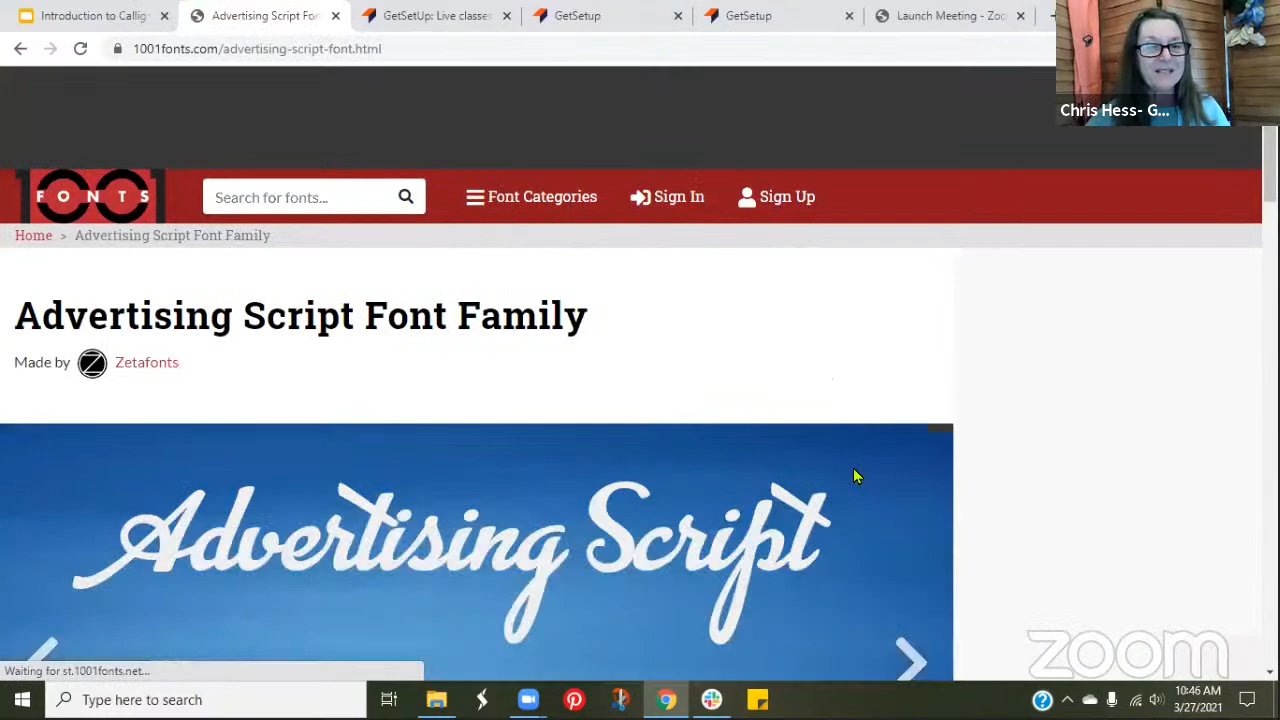 Introduction to Callig
Advertising Script Fo
GetSetUp: Live classes
GetSetup
GetSetup
Launch Meeting - Zo
1001fonts.com/advertising-script-font.html
Chris Hess- G...
1001 FONTS
Search for fonts...
Font Categories
Sign In
Sign Up
Home > Advertising Script Font Family
Advertising Script Font Family
Made by Zetafonts
Advertising Script
zoom
Waiting for st.1001fonts.net...
Type here to search
10:46 AM
3/27/2021